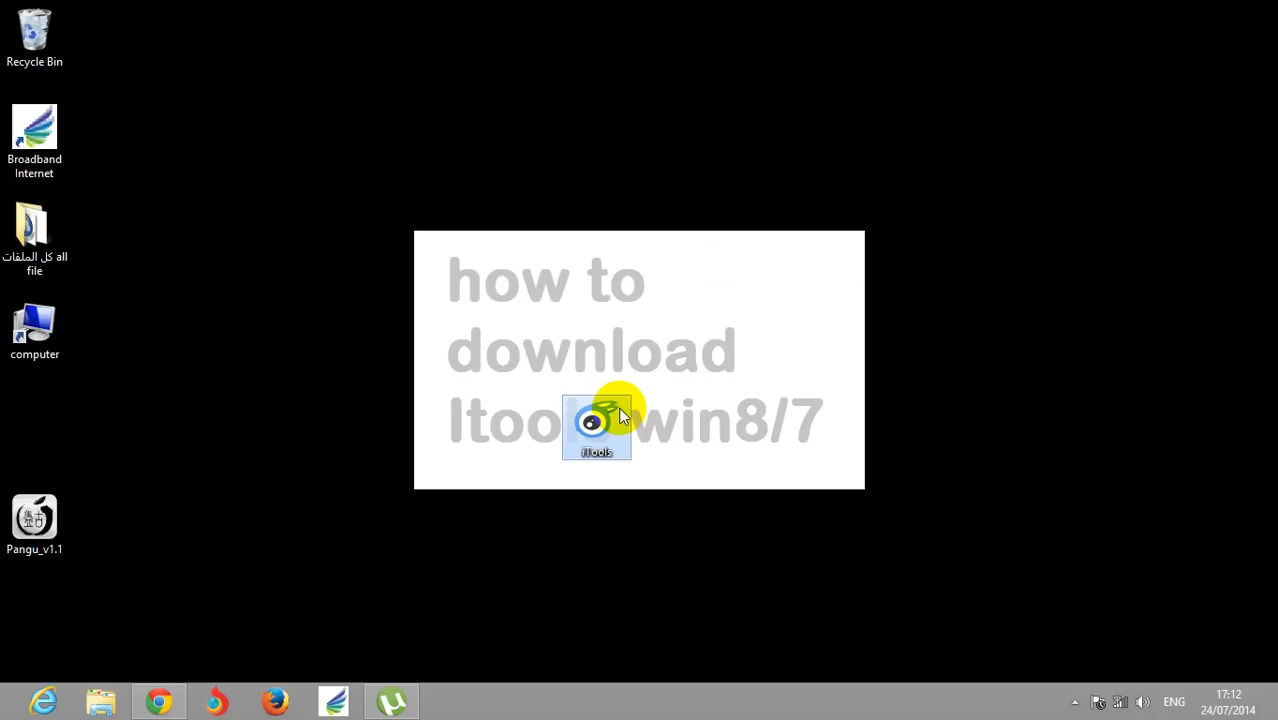 Recycle Bin
Broadband
Internet
كل الملفات all
file
computer
Pangu_v1.1
how to
download
Itools win8/7
iTools
ENG
17:12
24/07/2014